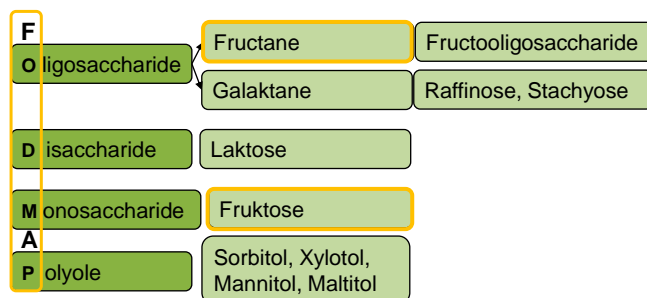 F
Oligosaccharide
Fructane
Fructooligosaccharide
Galaktane
Raffinose, Stachyose
Disaccharide
Laktose
Monosaccharide
Fruktose
A
Polyole
Sorbitol, Xylotol,
Mannitol, Maltitol